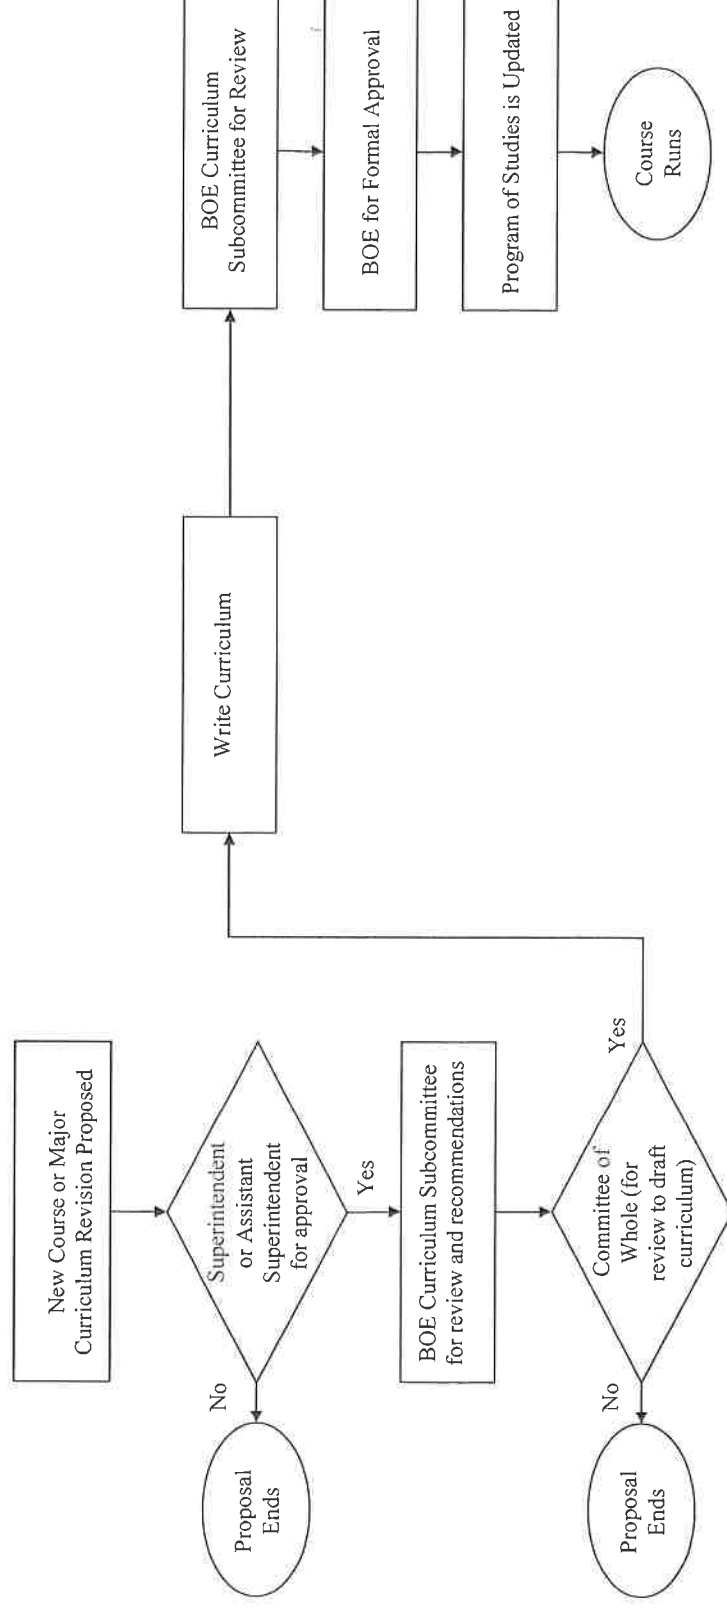 New Course or Major
Curriculum Revision Proposed
Superintendent
or Assistant
Superintendent
for approval
No
Proposal
Ends
Yes
BOE Curriculum Subcommittee
for review and recommendations
Committee of
Whole (for
review to draft
curriculum)
No
Proposal
Ends
Yes
Write Curriculum
BOE Curriculum
Subcommittee for Review
BOE for Formal Approval
Program of Studies is Updated
Course
Runs